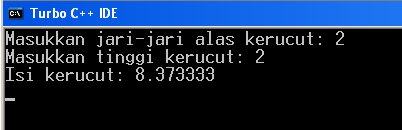 Turbo C++ IDE
Masukkan jari-jari alas kerucut: 2
Masukkan tinggi kerucut: 2
Isi kerucut: 8.373333